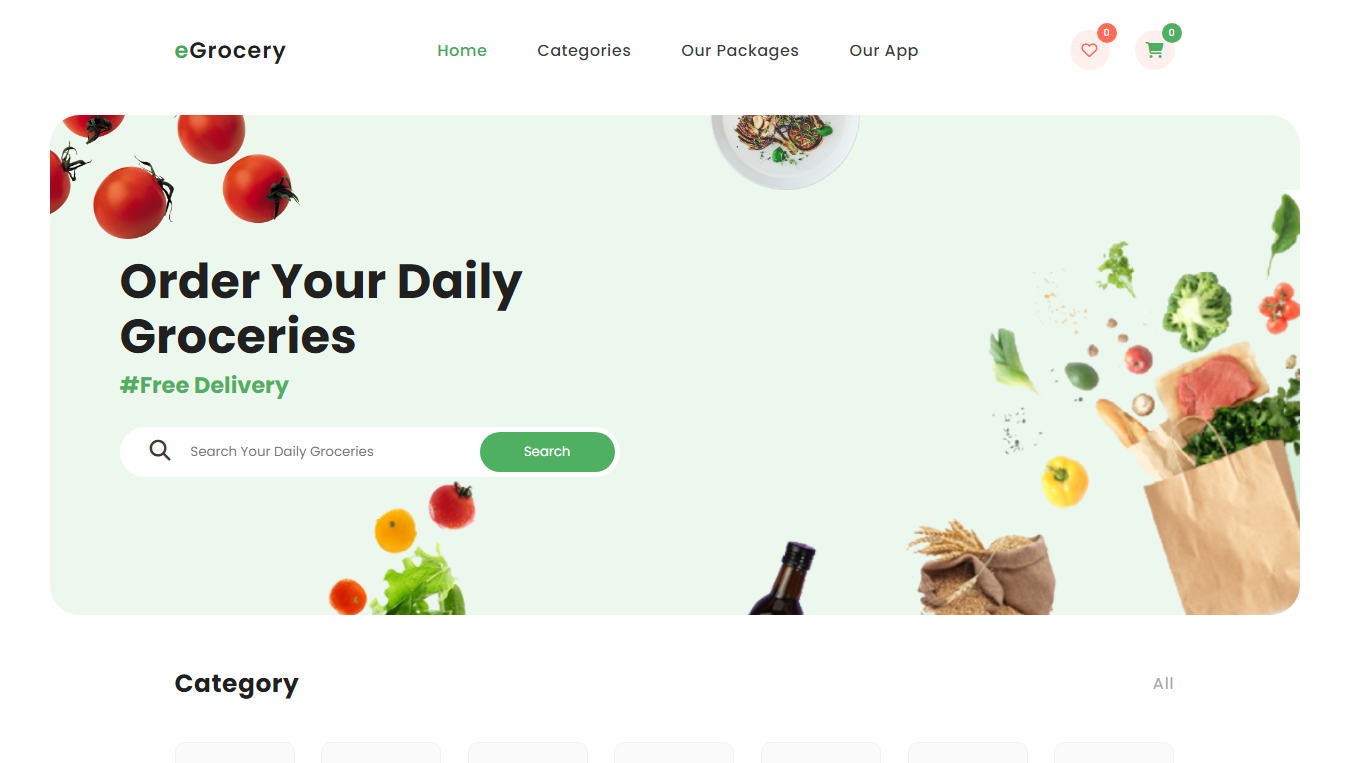 eGrocery
Home
Categories
Our Packages
Our App
0
0
Order Your Daily
Groceries
#Free Delivery
Search Your Daily Groceries
Search
Category
All